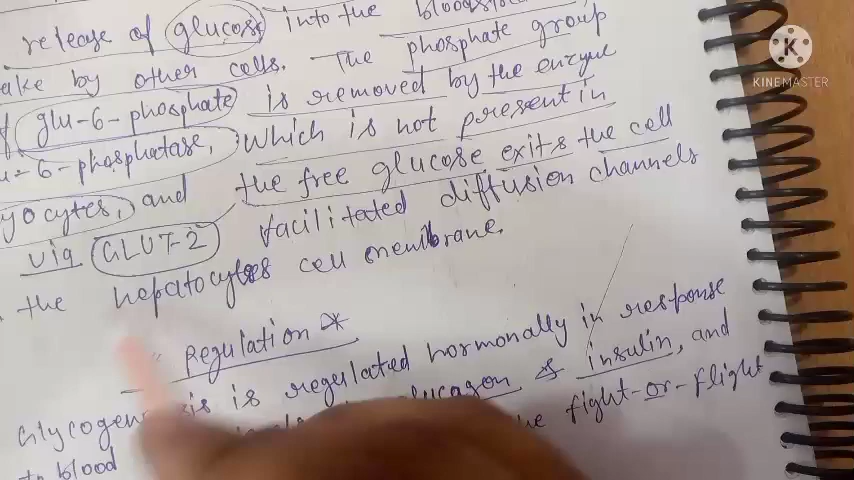 release of glucose into the
ake by other cells. The phosphate group
glu-6-phosphate is removed by the enzyme
6-phosphatase, which is not present in
yocytes, and the free glucose exits the cell
via GLUT-2 facilitated diffusion channels
the hepatocytes cell membrane.
Regulation *
is regulated hormonally in response
insulin, and
fight-or-flight
to blood
K
KINEMASTER